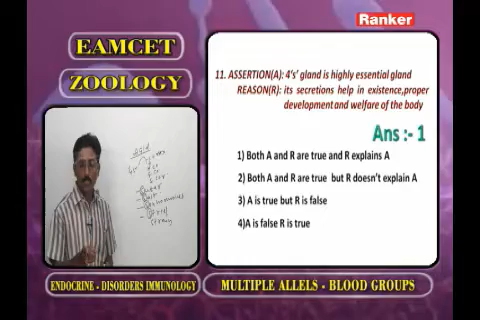 Ranker
EAMCET
ZOOLOGY
11. ASSERTION(A): 4's' gland is highly essential gland
REASON(R): its secretions help in existence,proper
development and welfare of the body
Ans :- 1
1) Both A and R are true and R explains A
2) Both A and R are true but R doesn't explain A
3) A is true but R is false
4)A is false R is true
ENDOCRINE - DISORDERS IMMUNOLOGY
MULTIPLE ALLELS - BLOOD GROUPS